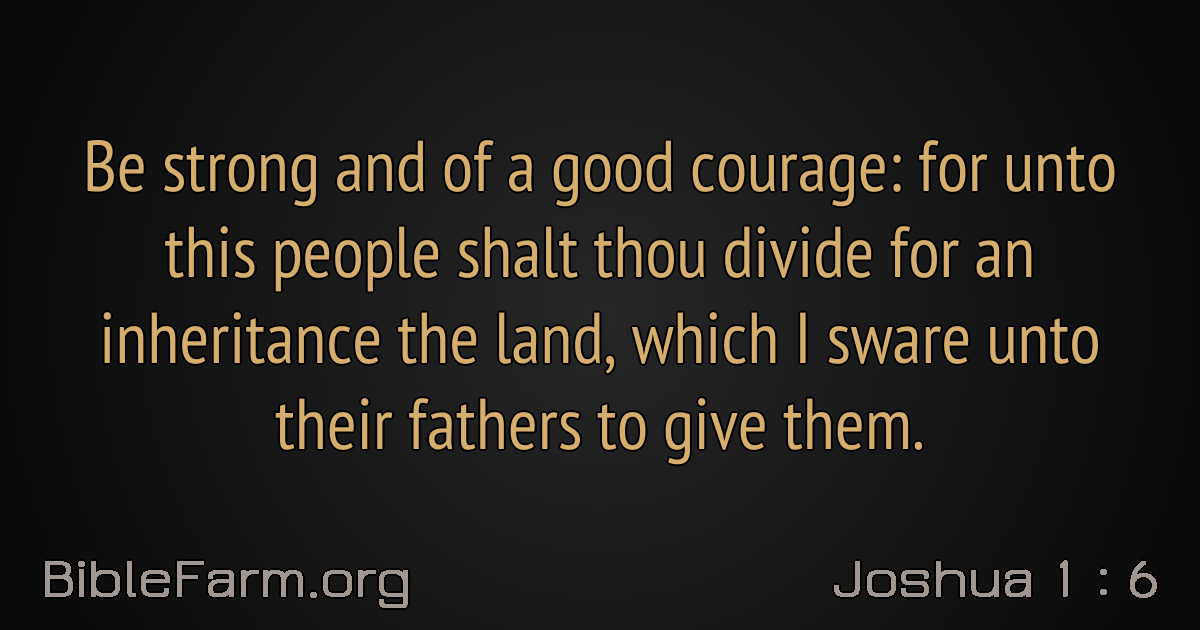 Be strong and of a good courage: for unto
this people shalt thou divide for an
inheritance the land, which I sware unto
their fathers to give them.
BibleFarm.org
Joshua 1 : 6